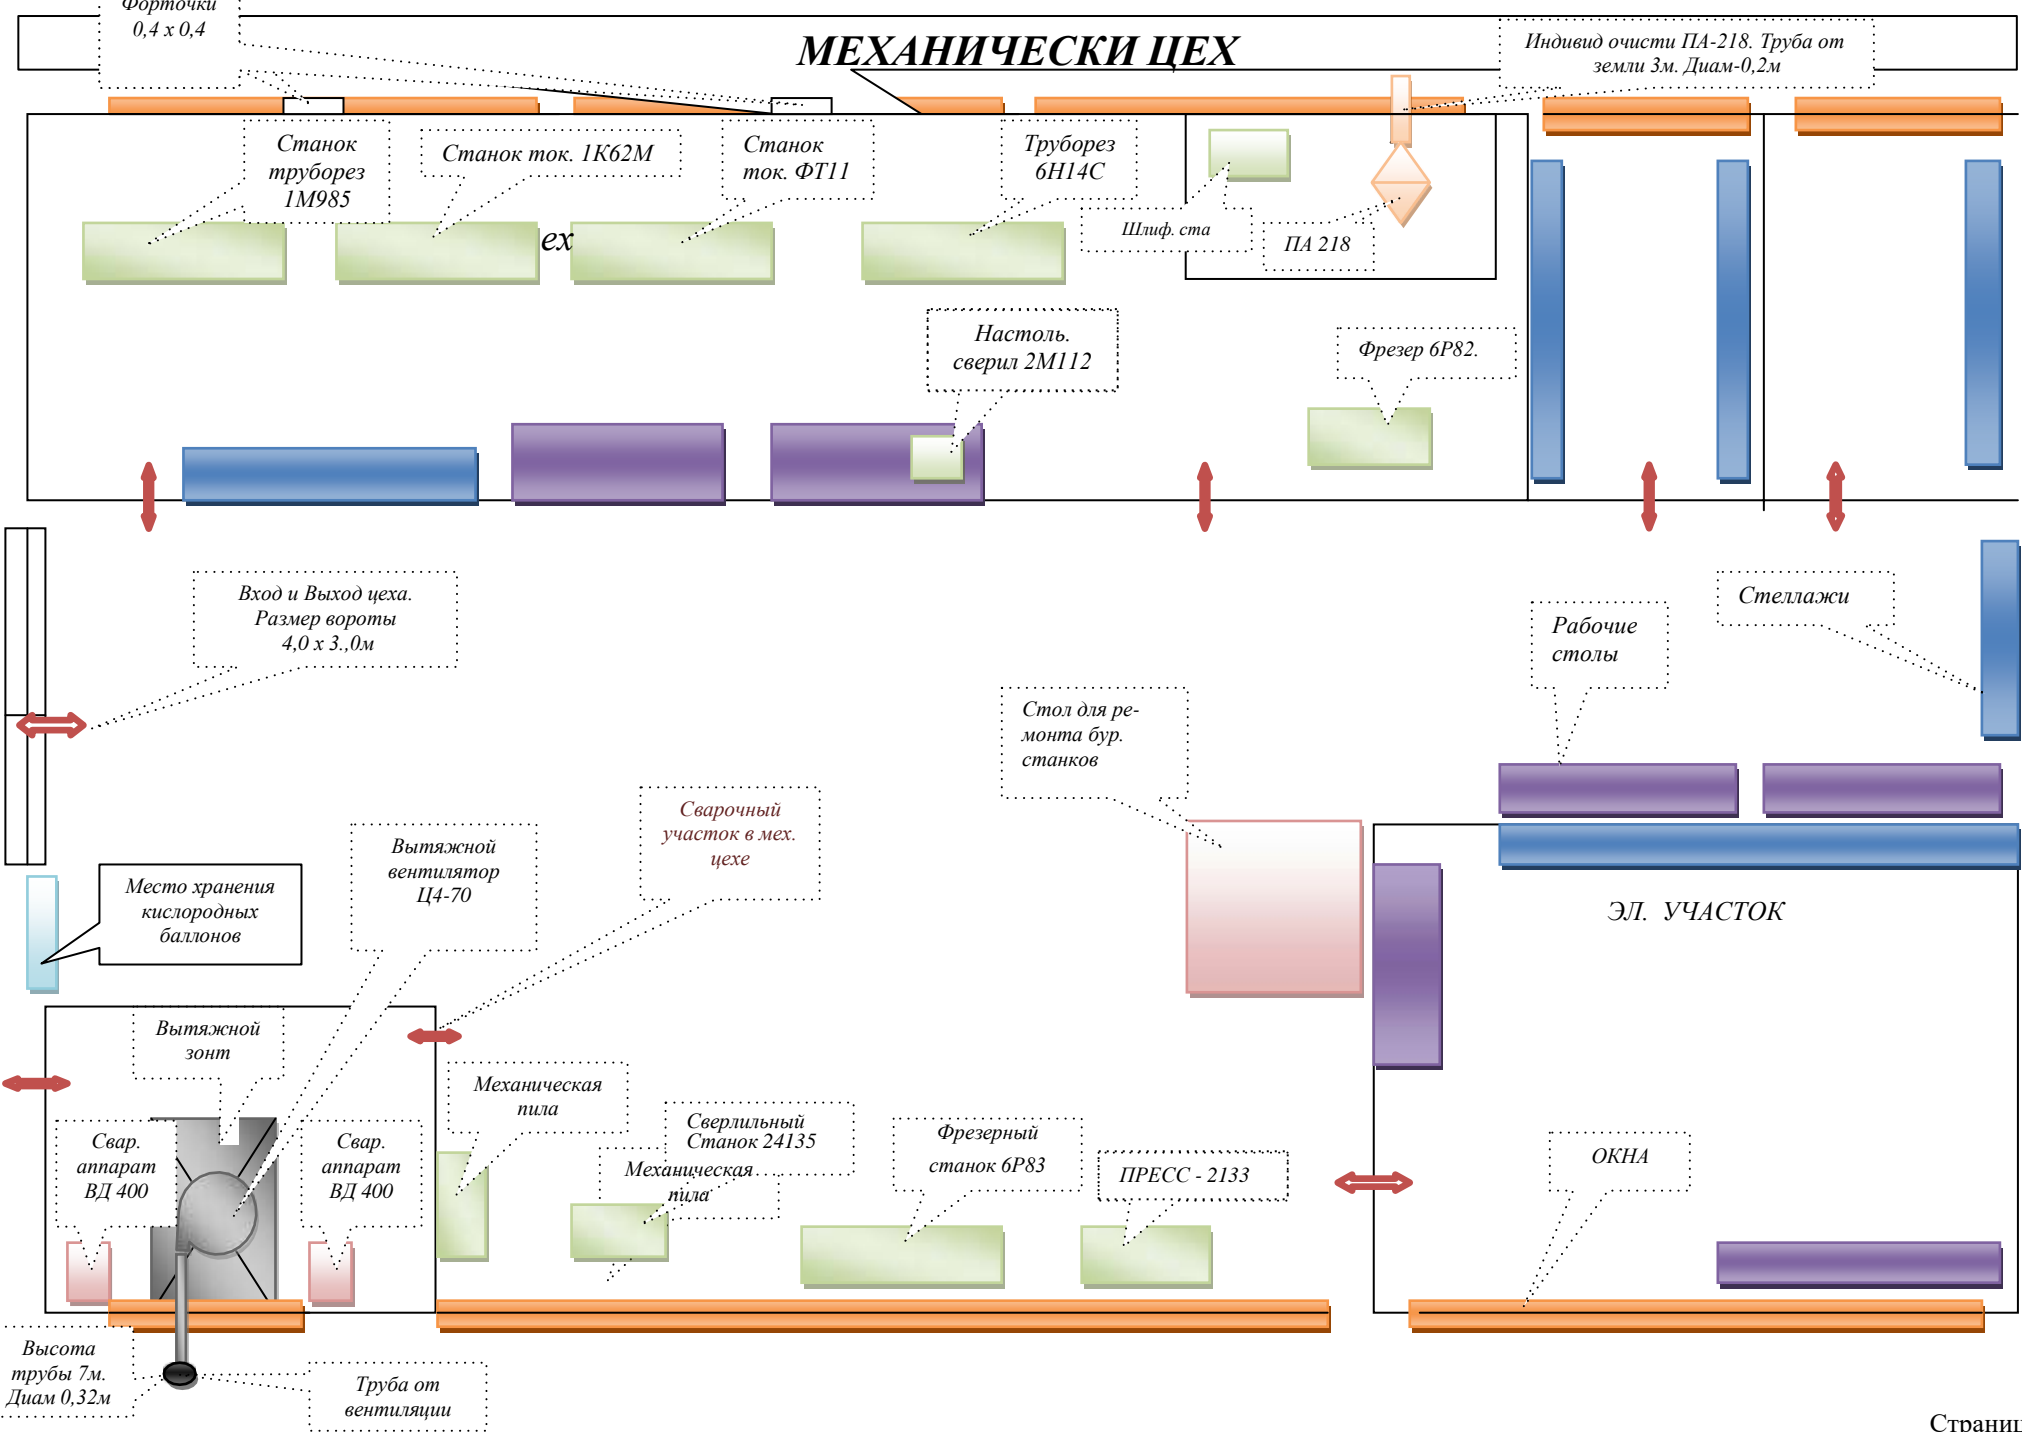 Форточки
0,4 х 0,4
МЕХАНИЧЕСКИ ЦЕХ
Индивид очисти ПА-218. Труба от
земли 3м. Диам-0,2м
Станок
труборез
1М985
Станок ток. 1К62М
Станок
ток. ФТ11
Труборез
6Н14С
Шлиф. ста
ПА 218
ех
Настоль.
сверил 2М112
Фрезер 6Р82.
Вход и Выход цеха.
Размер вороты
4,0 х 3.,0м
Стеллажи
Рабочие
столы
Стол для ре-
монта бур.
станков
Сварочный
участок в мех.
цехе
Вытяжной
вентилятор
Ц4-70
Место хранения
кислородных
баллонов
ЭЛ. УЧАСТОК
Вытяжной
зонт
Механическая
пила
Сверлильный
Станок 24135
Механическая
пила
Фрезерный
станок 6Р83
ПРЕСС - 2133
ОКНА
Свар.
аппарат
ВД 400
Свар.
аппарат
ВД 400
Высота
трубы 7м.
Диам 0,32м
Труба от
вентиляции
Страниц